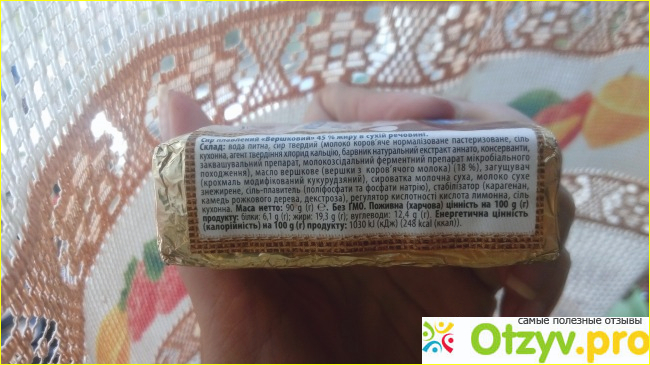 Сир плавлений «Вершковий» 45 % жиру в сухій речовині.
Склад: вода питна, сир твердий (молоко коров'яче нормалізоване пастеризоване, сіль
кухонна, агент твердіння хлорид кальцію, барвник натуральний екстракт аннато, консерванти,
заквашувальний препарат, молокозсідальний ферментний препарат мікробіального
походження), масло вершкове (вершки з коров'ячого молока) (18 %), загущувач
(крохмаль модифікований кукурудзяний), сироватка молочна суха, молоко сухе
знежирене, сіль-плавитель (поліфосфати та фосфати натрію), стабілізатор (карагенан,
камедь рожкового дерева, декстроза), регулятор кислотності кислота лимонна, сіль
кухонна. Маса нетто: 90 g (г) ℮. Без ГМО. Поживна (харчова) цінність на 100 g (г)
продукту: білки: 6,1 g (г); жири: 19,3 g (г); вуглеводи: 12,4 g (г). Енергетична цінність
(калорійність) на 100 g (г) продукту: 1030 kJ (кДж) (248 kcal (ккал)).
самые полезные отзывы
Otzyv.pro